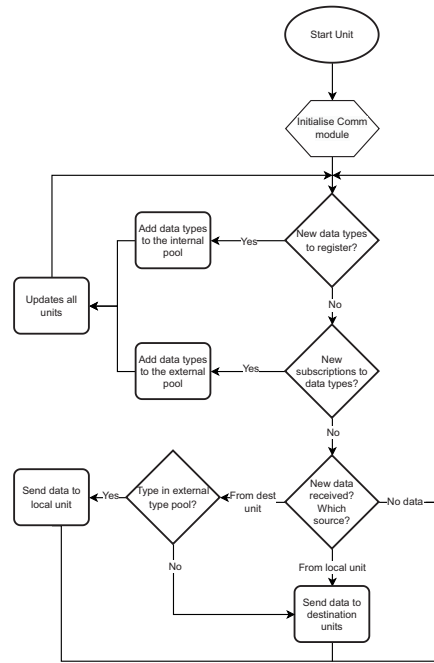 Start Unit
Initialise Comm
module
New data types
to register?
Yes
Add data types
to the internal
pool
Updates all
units
No
New
subscriptions to
data types?
Yes
Add data types
to the external
pool
No
New data
received?
Which
source?
No data
From dest
unit
Type in external
type pool?
Yes
Send data to
local unit
No
From local unit
Send data to
destination
units